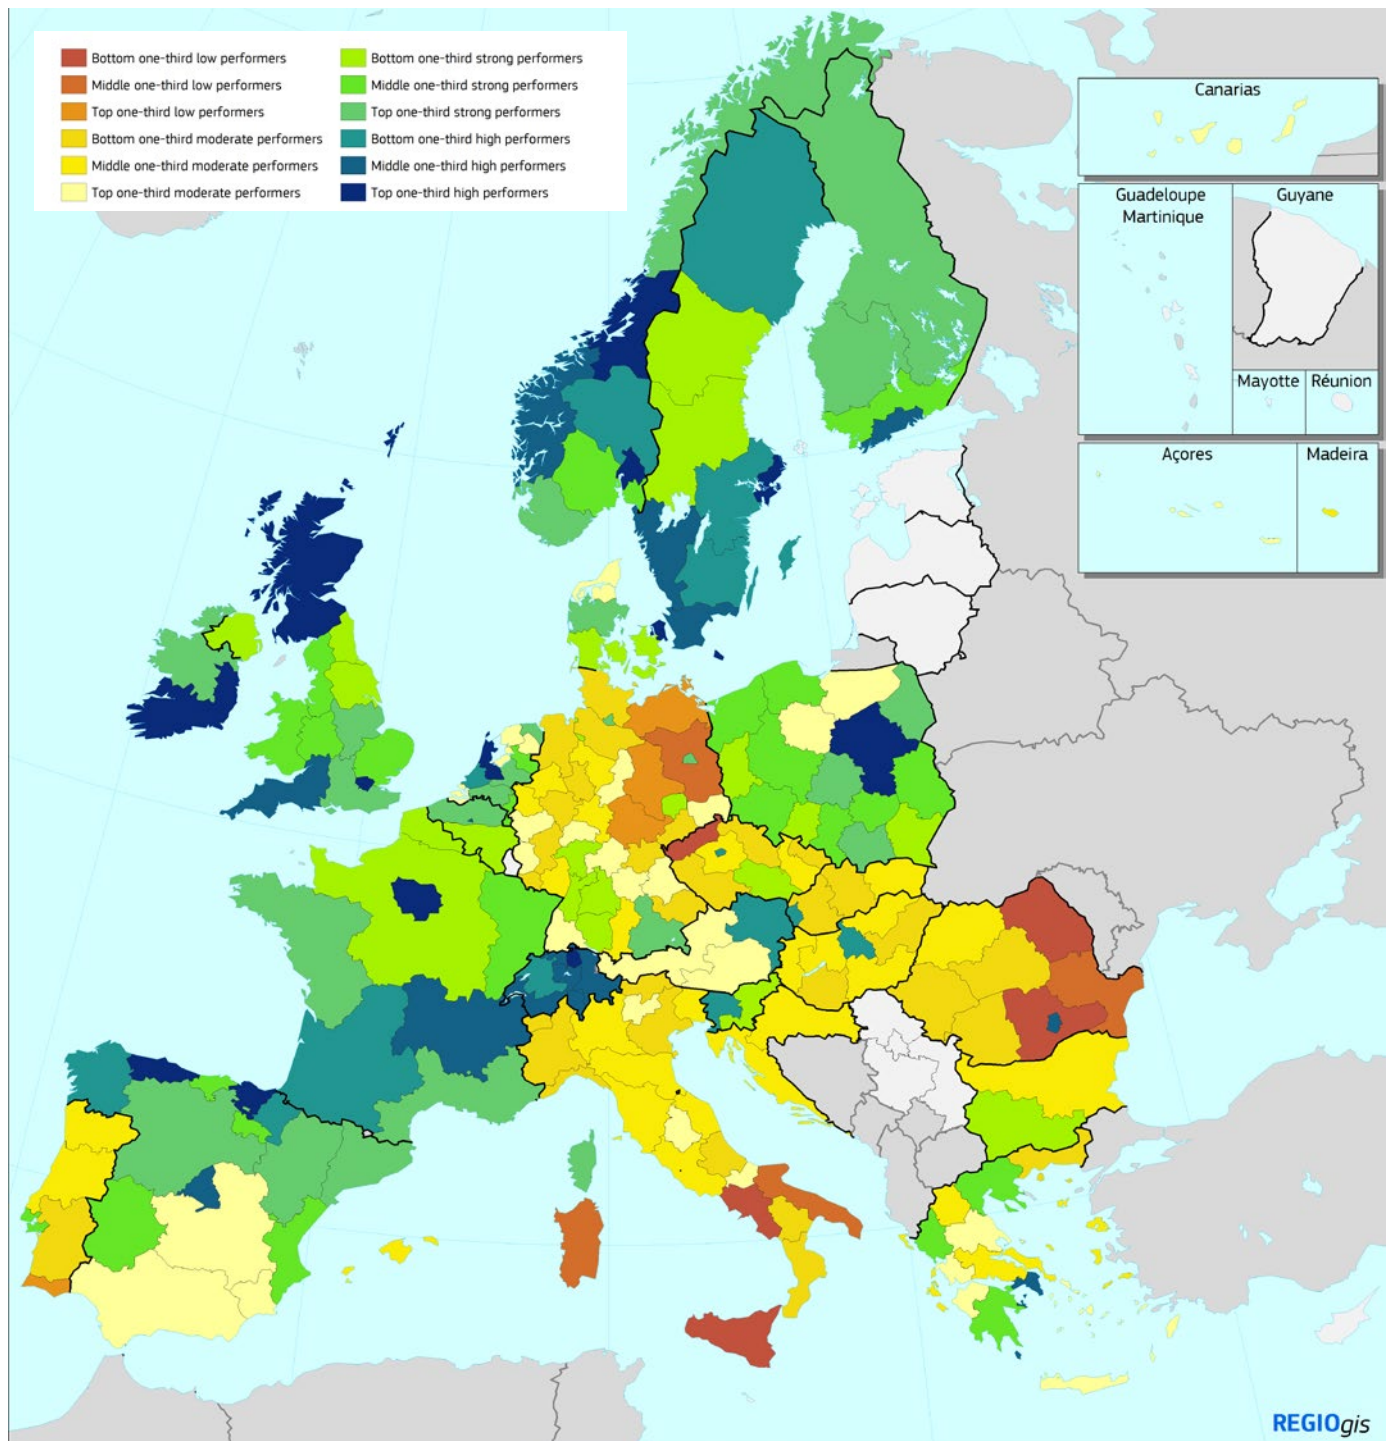 Bottom one-third low performers
Middle one-third low performers
Top one-third low performers
Bottom one-third moderate performers
Middle one-third moderate performers
Top one-third moderate performers
Bottom one-third strong performers
Middle one-third strong performers
Top one-third strong performers
Bottom one-third high performers
Middle one-third high performers
Top one-third high performers
Canarias
Guadeloupe
Martinique
Guyane
Mayotte
Réunion
Açores
Madeira
REGIOgis